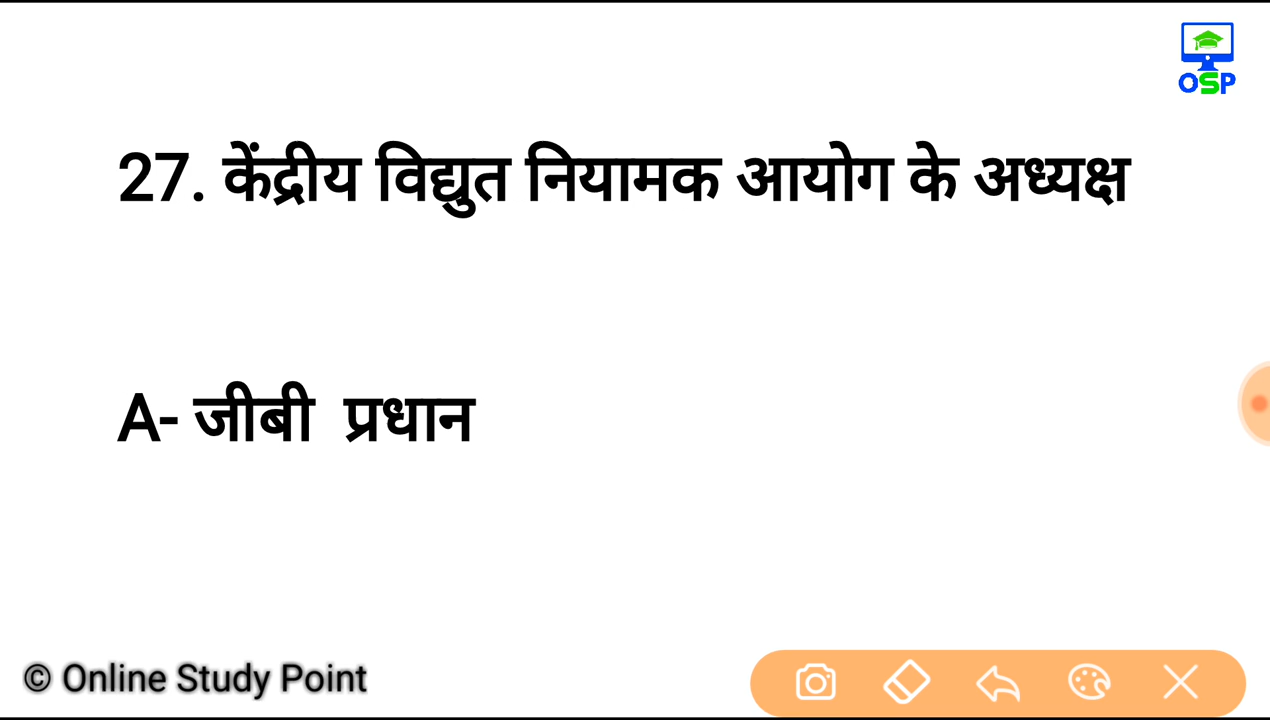 OSP
27. केंद्रीय विद्युत नियामक आयोग के अध्यक्ष
A- जीबी प्रधान
© Online Study Point